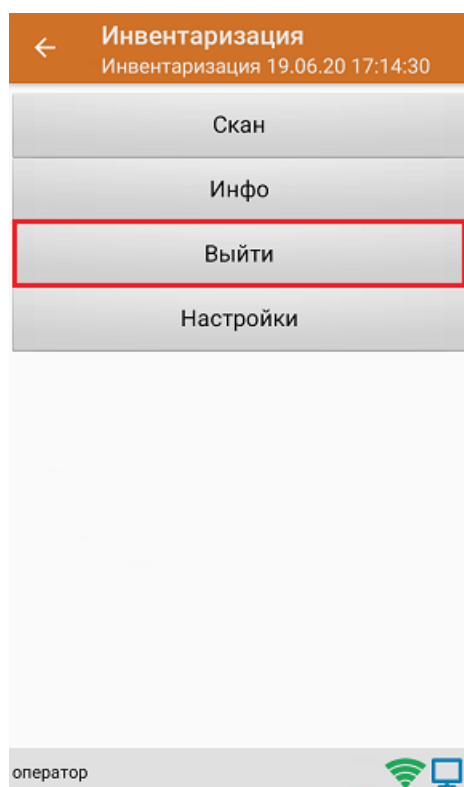 Инвентаризация
Инвентаризация 19.06.20 17:14:30
Скан
Инфо
Выйти
Настройки
оператор